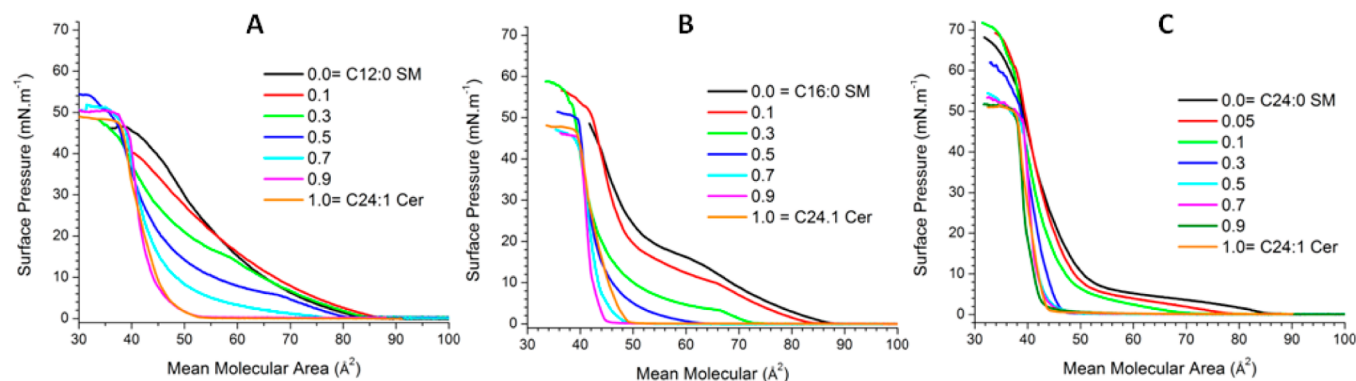 A
Surface Pressure (mN.m⁻¹)
70
60
50
40
30
20
10
0
30 40 50 60 70 80 90 100
Mean Molecular Area (Å²)
0.0= C12:0 SM
0.1
0.3
0.5
0.7
0.9
1.0= C24:1 Cer
B
Surface Pressure (mN.m⁻¹)
70
60
50
40
30
20
10
0
30 40 50 60 70 80 90 100
Mean Molecular (Å²)
0.0= C16:0 SM
0.1
0.3
0.5
0.7
0.9
1.0 = C24.1 Cer
C
Surface Pressure (mN.m⁻¹)
70
60
50
40
30
20
10
0
30 40 50 60 70 80 90 100
Mean Molecular Area (Å²)
0.0= C24:0 SM
0.05
0.1
0.3
0.5
0.7
0.9
1.0= C24:1 Cer